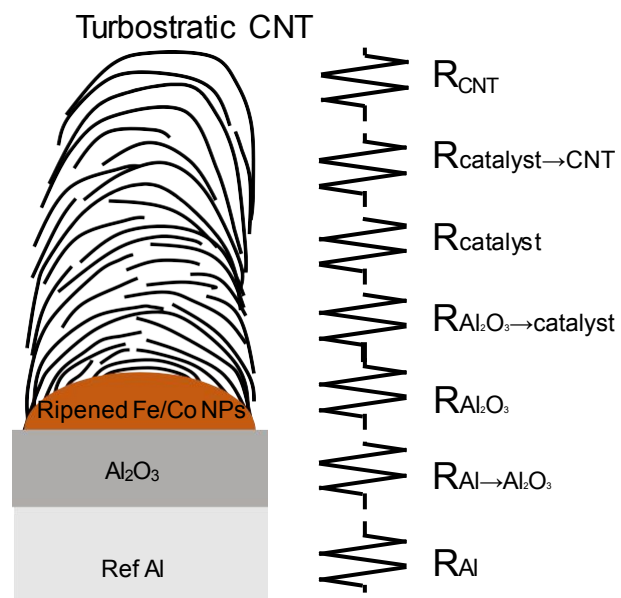 Turbostratic CNT
RCNT
Rcatalyst→CNT
Rcatalyst
RAl₂O₃→catalyst
Ripened Fe/Co NPs
RAl₂O₃
Al₂O₃
RAl→Al₂O₃
Ref Al
RAl